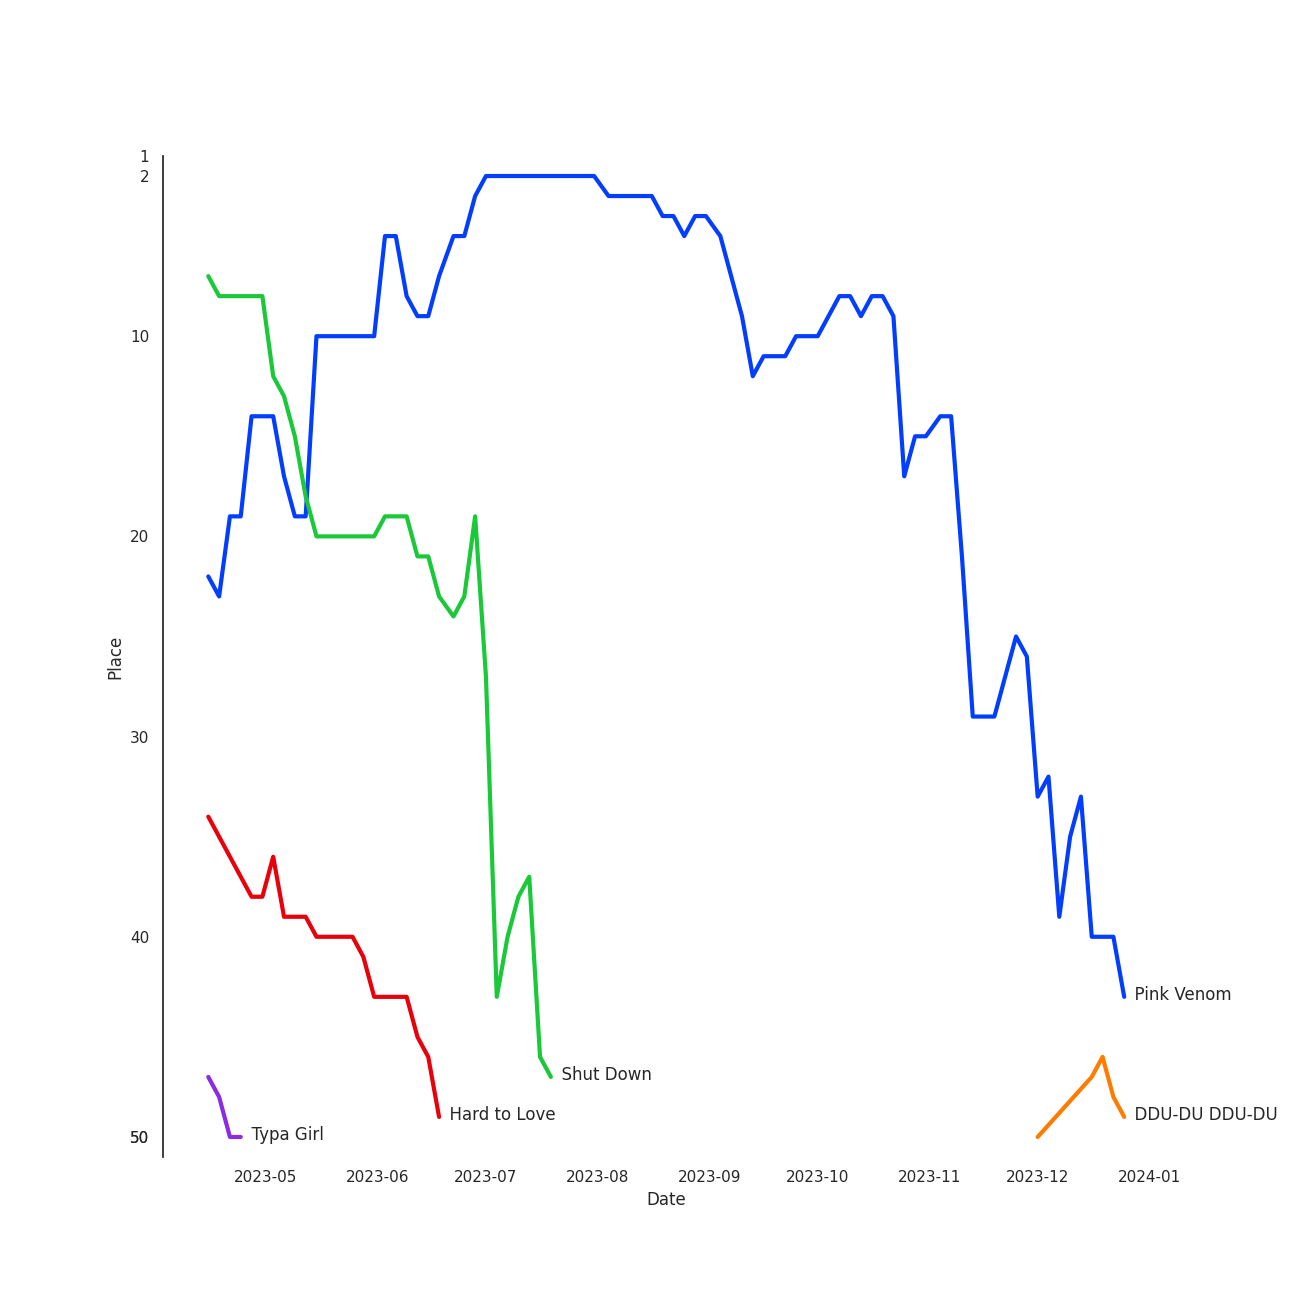 1
2
10
20
30
40
50
Place
Pink Venom
Shut Down
Hard to Love
DDU-DU DDU-DU
Typa Girl
2023-05 2023-06 2023-07 2023-08 2023-09 2023-10 2023-11 2023-12 2024-01
Date